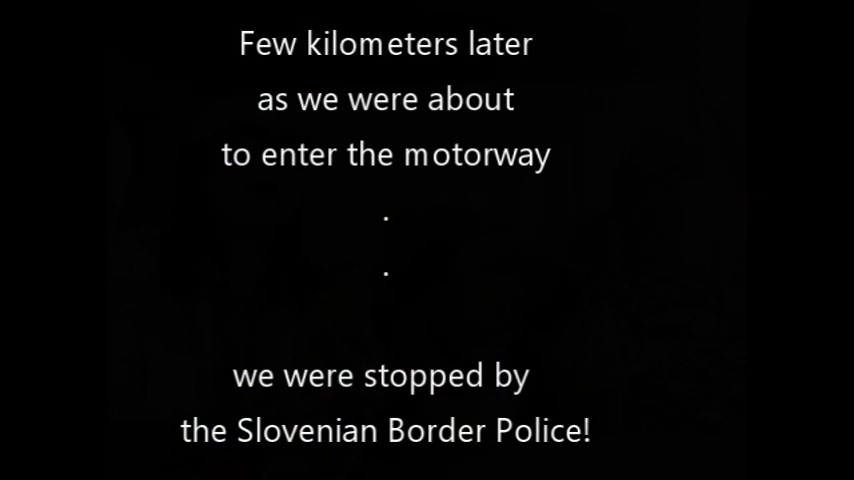 Few kilometers later
as we were about
to enter the motorway
.
.
we were stopped by
the Slovenian Border Police!